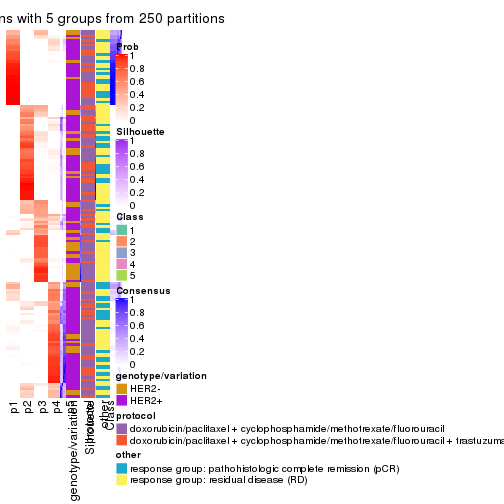 ns with 5 groups from 250 partitions
Prob
1
0.8
0.6
0.4
0.2
0
Silhouette
1
0.8
0.6
0.4
0.2
0
Class
1
2
3
4
5
Consensus
1
0.8
0.6
0.4
0.2
0
genotype/variation
HER2-
HER2+
protocol
doxorubicin/paclitaxel + cyclophosphamide/methotrexate/fluorouracil
doxorubicin/paclitaxel + cyclophosphamide/methotrexate/fluorouracil + trastuzuma
other
response group: pathohistologic complete remission (pCR)
response group: residual disease (RD)
p1
p2
p3
p4
p5
genotype/variation
Silhouette
protocol
other
Class